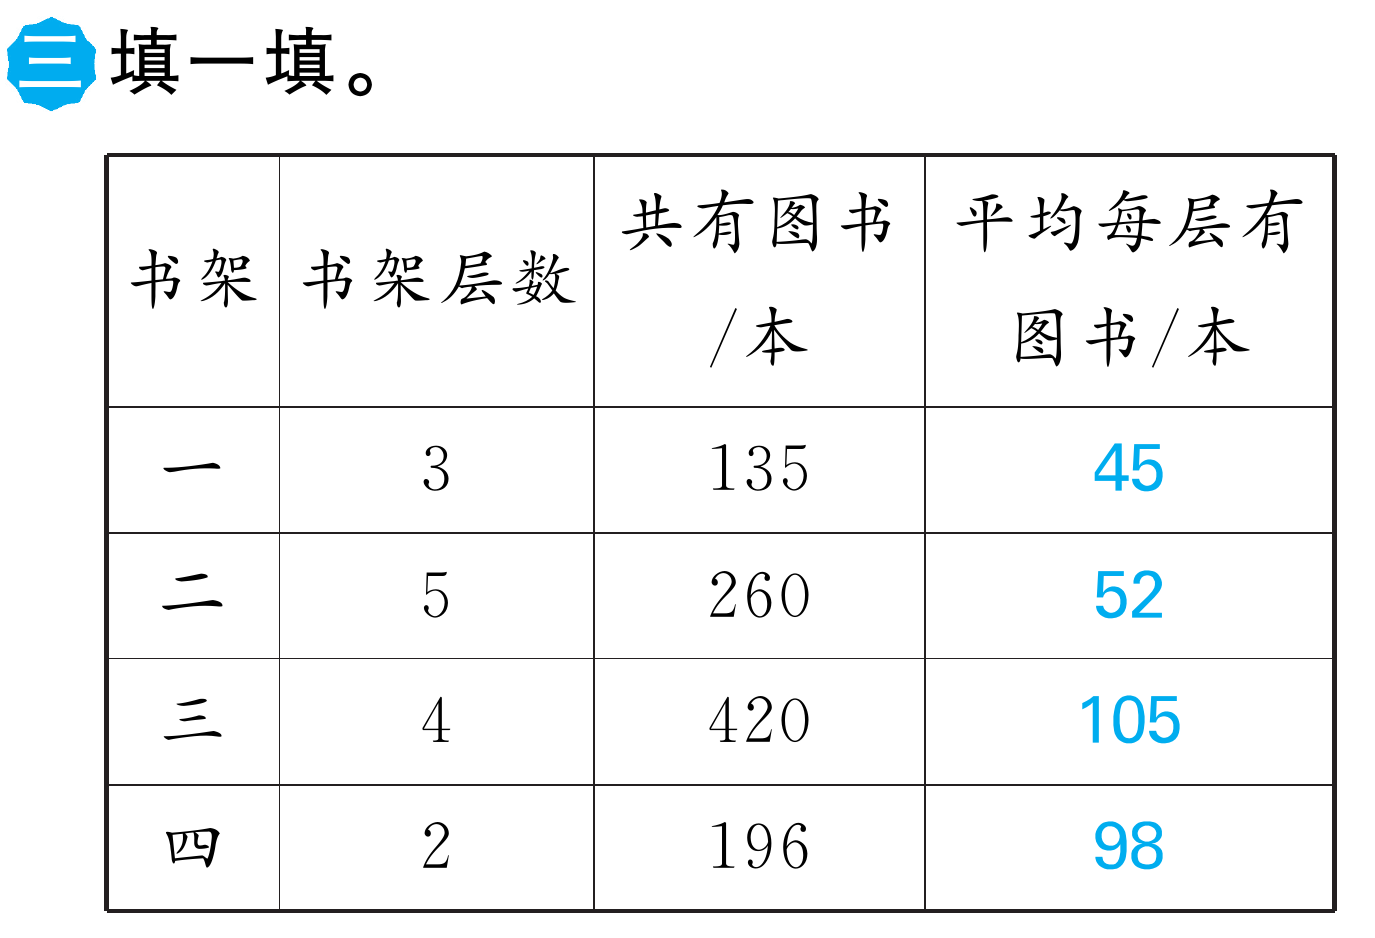 三 填一填。
书架 书架层数 共有图书/本 平均每层有图书/本
一 3 135 45
二 5 260 52
三 4 420 105
四 2 196 98